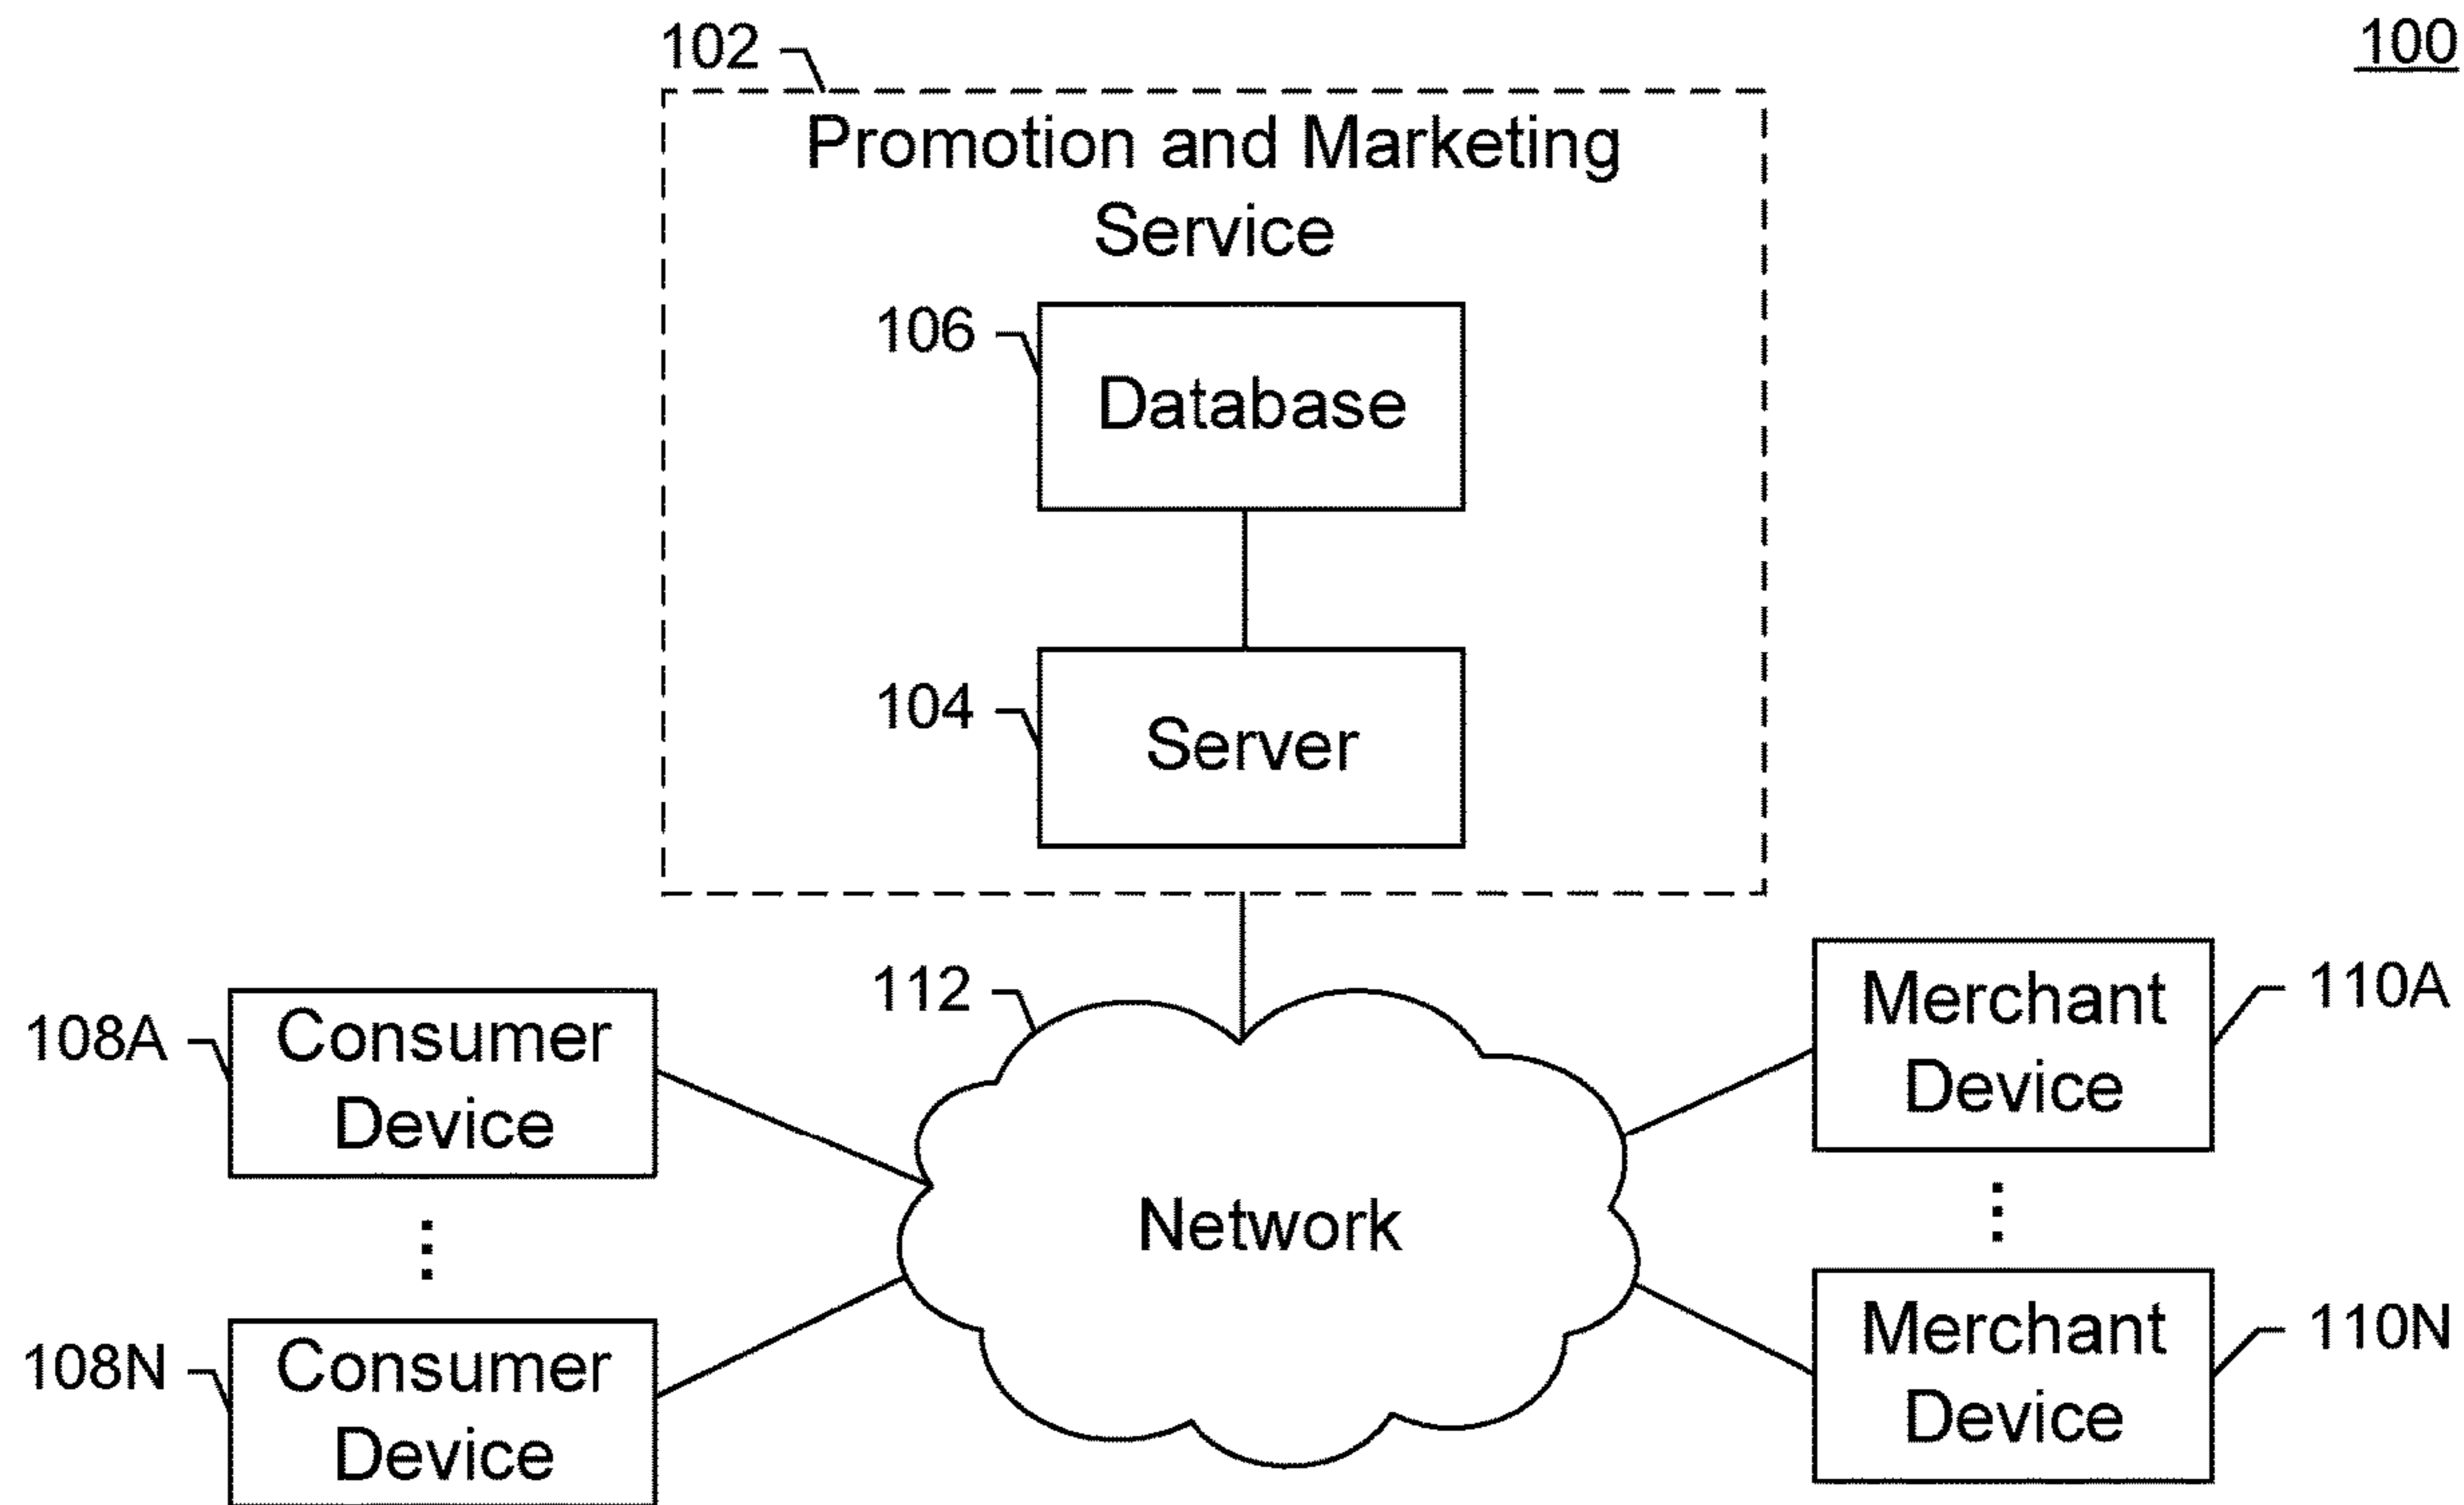 100
102
Promotion and Marketing
Service
106
Database
104
Server
112
108A
Consumer
Device
Merchant
Device
110A
Network
108N
Consumer
Device
Merchant
Device
110N